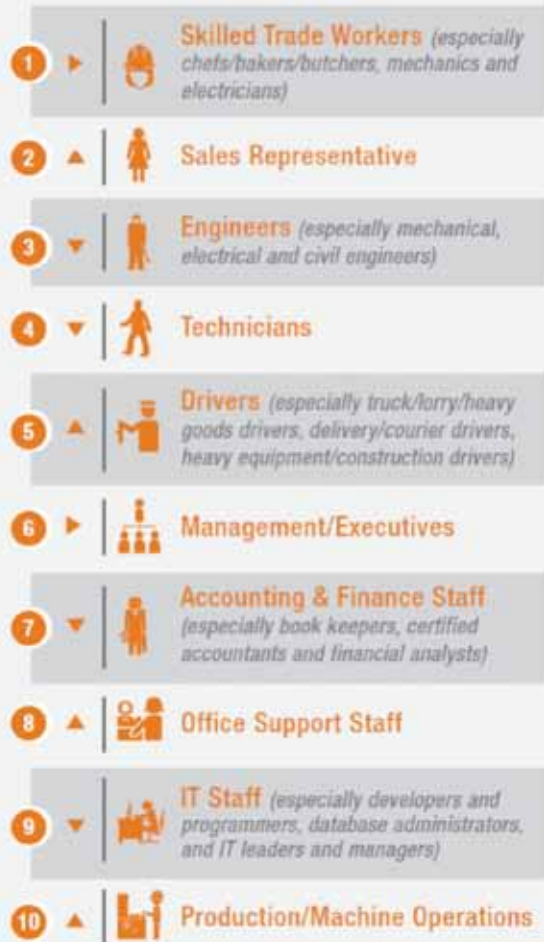 1 Skilled Trade Workers (especially
chefs/bakers/butchers, mechanics and
electricians)
2 Sales Representative
3 Engineers (especially mechanical,
electrical and civil engineers)
4 Technicians
5 Drivers (especially truck/lorry/heavy
goods drivers, delivery/courier drivers,
heavy equipment/construction drivers)
6 Management/Executives
7 Accounting & Finance Staff
(especially book keepers, certified
accountants and financial analysts)
8 Office Support Staff
9 IT Staff (especially developers and
programmers, database administrators,
and IT leaders and managers)
10 Production/Machine Operations